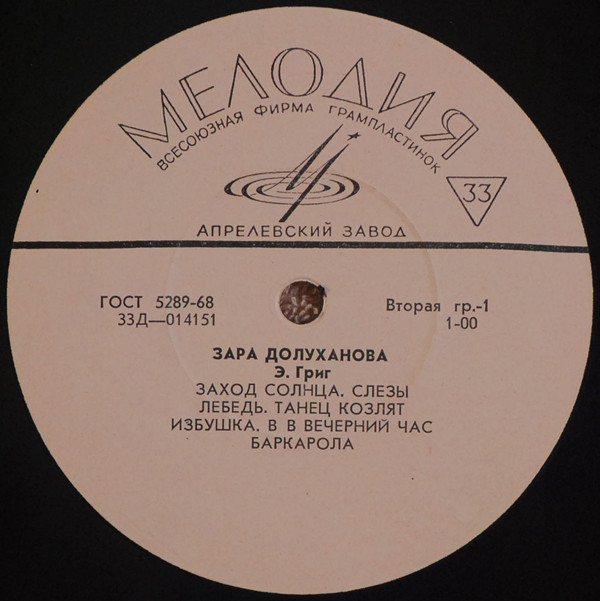 МЕЛОДИЯ
ВСЕСОЮЗНАЯ ФИРМА ГРАМПЛАСТИНОК
33
АПРЕЛЕВСКИЙ ЗАВОД
ГОСТ 5289-68
33Д—014151
Вторая гр.-1
1-00
ЗАРА ДОЛУХАНОВА
Э. Григ
ЗАХОД СОЛНЦА. СЛЕЗЫ
ЛЕБЕДЬ. ТАНЕЦ КОЗЛЯТ
ИЗБУШКА. В В ВЕЧЕРНИЙ ЧАС
БАРКАРОЛА